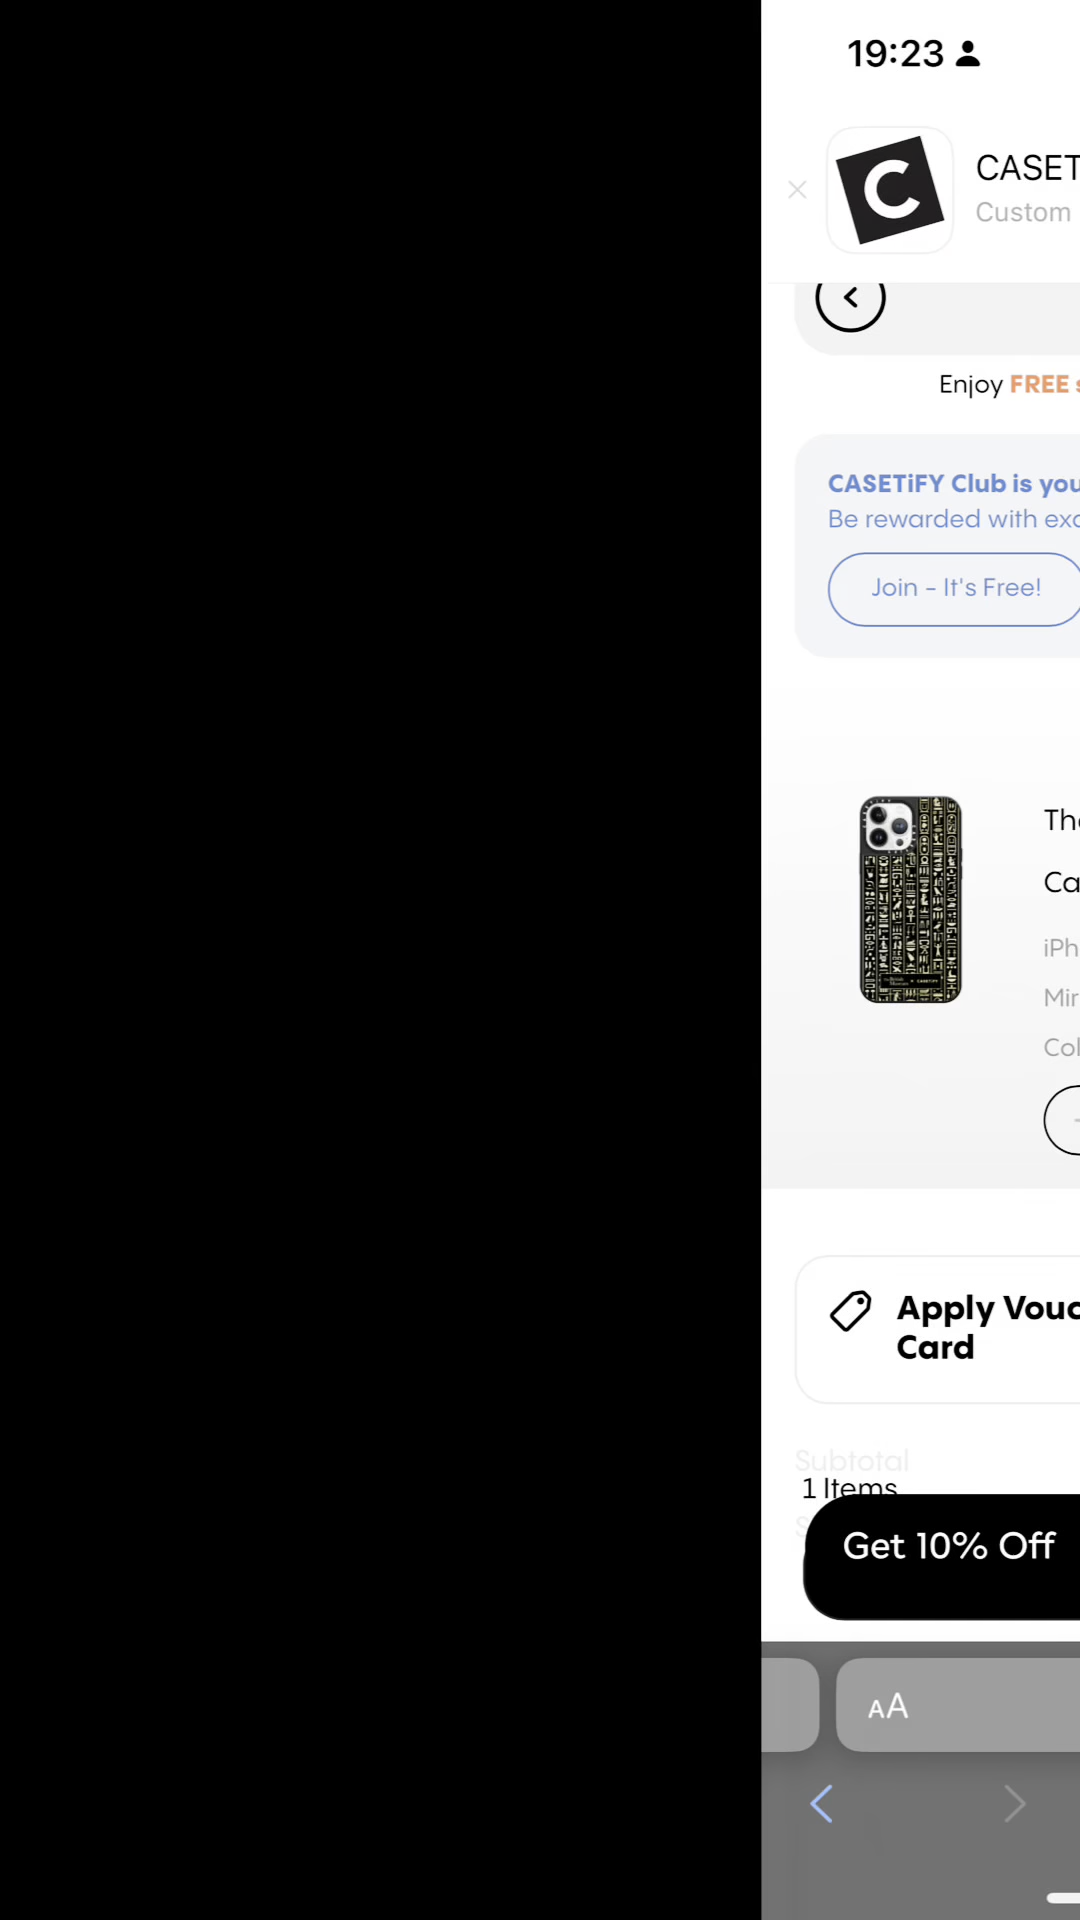 19:23
CASET
Custom
Enjoy FREE s
CASETiFY Club is you
Be rewarded with exc
Join - It's Free!
The
Ca
iPh
Mir
Col
Apply Vouc
Card
Subtotal
1 Items
Get 10% Off
AA